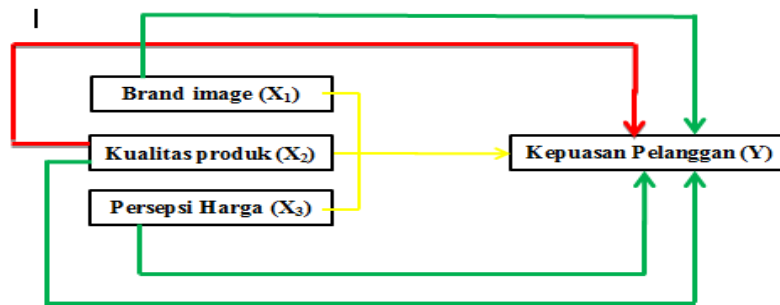 I
Brand image (X₁)
Kualitas produk (X₂)
Kepuasan Pelanggan (Y)
Persepsi Harga (X₃)